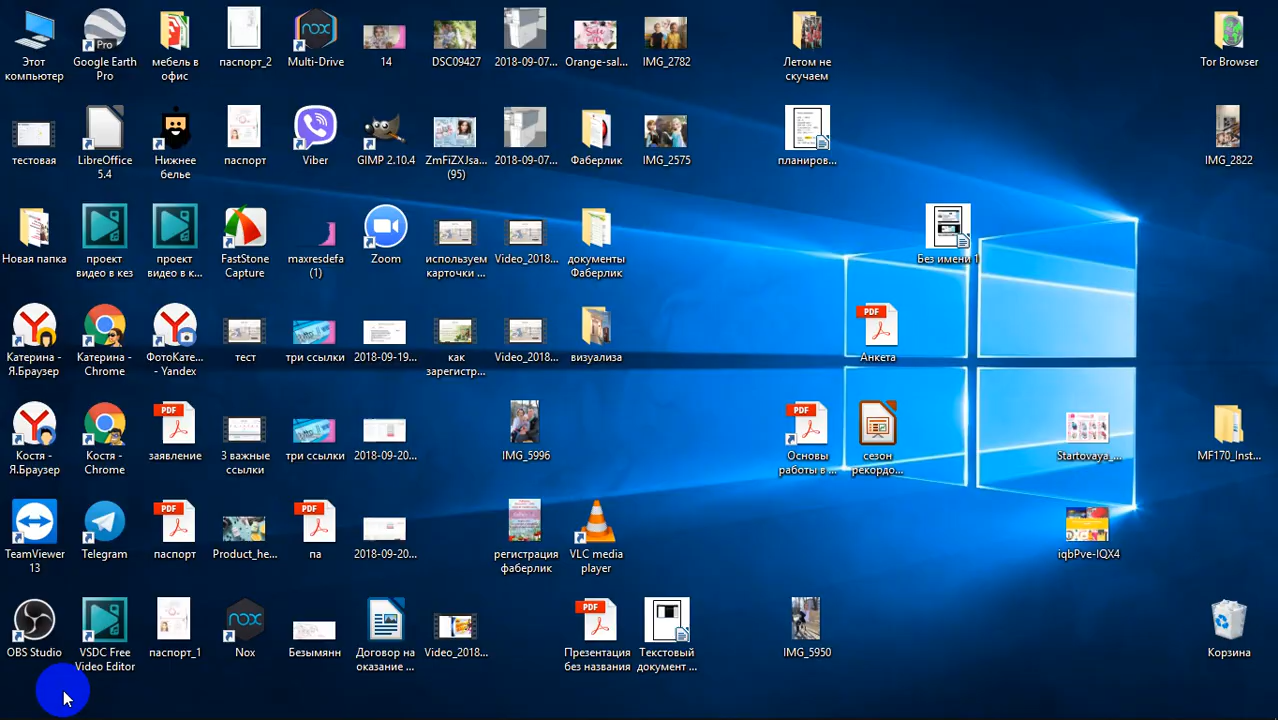 Этот
компьютер
Google Earth
Pro
мебель в
офис
паспорт_2
Multi-Drive
14
DSC09427
2018-09-07...
Orange-sal...
IMG_2782
Летом не
скучаем
Tor Browser
тестовая
LibreOffice
5.4
Нижнее
белье
паспорт
Viber
GIMP 2.10.4
ZmFiZXJsa...
(95)
2018-09-07...
Фаберлик
IMG_2575
планиров...
IMG_2822
Новая папка
проект
видео в кез
проект
видео в к...
FastStone
Capture
maxresdefa
(1)
Zoom
используем
карточки ...
Video_2018...
документы
Фаберлик
Без имени 1
Катерина -
Я.Браузер
Катерина -
Chrome
ФотоКате...
- Yandex
тест
три ссылки
2018-09-19...
как
зарегистр...
Video_2018...
визуализа
PDF
Анкета
Костя -
Я.Браузер
Костя -
Chrome
PDF
заявление
3 важные
ссылки
три ссылки
2018-09-20...
IMG_5996
PDF
Основы
работы в ...
сезон
рекордо...
Startovaya_...
MF170_Inst...
TeamViewer
13
Telegram
PDF
паспорт
Product_he...
PDF
па
2018-09-20...
регистрация
фаберлик
VLC media
player
iqbPve-IQX4
OBS Studio
VSDC Free
Video Editor
паспорт_1
nox
Nox
Безымянн
Договор на
оказание ...
Video_2018...
PDF
Презентация
без названия
Текстовый
документ ...
IMG_5950
Корзина